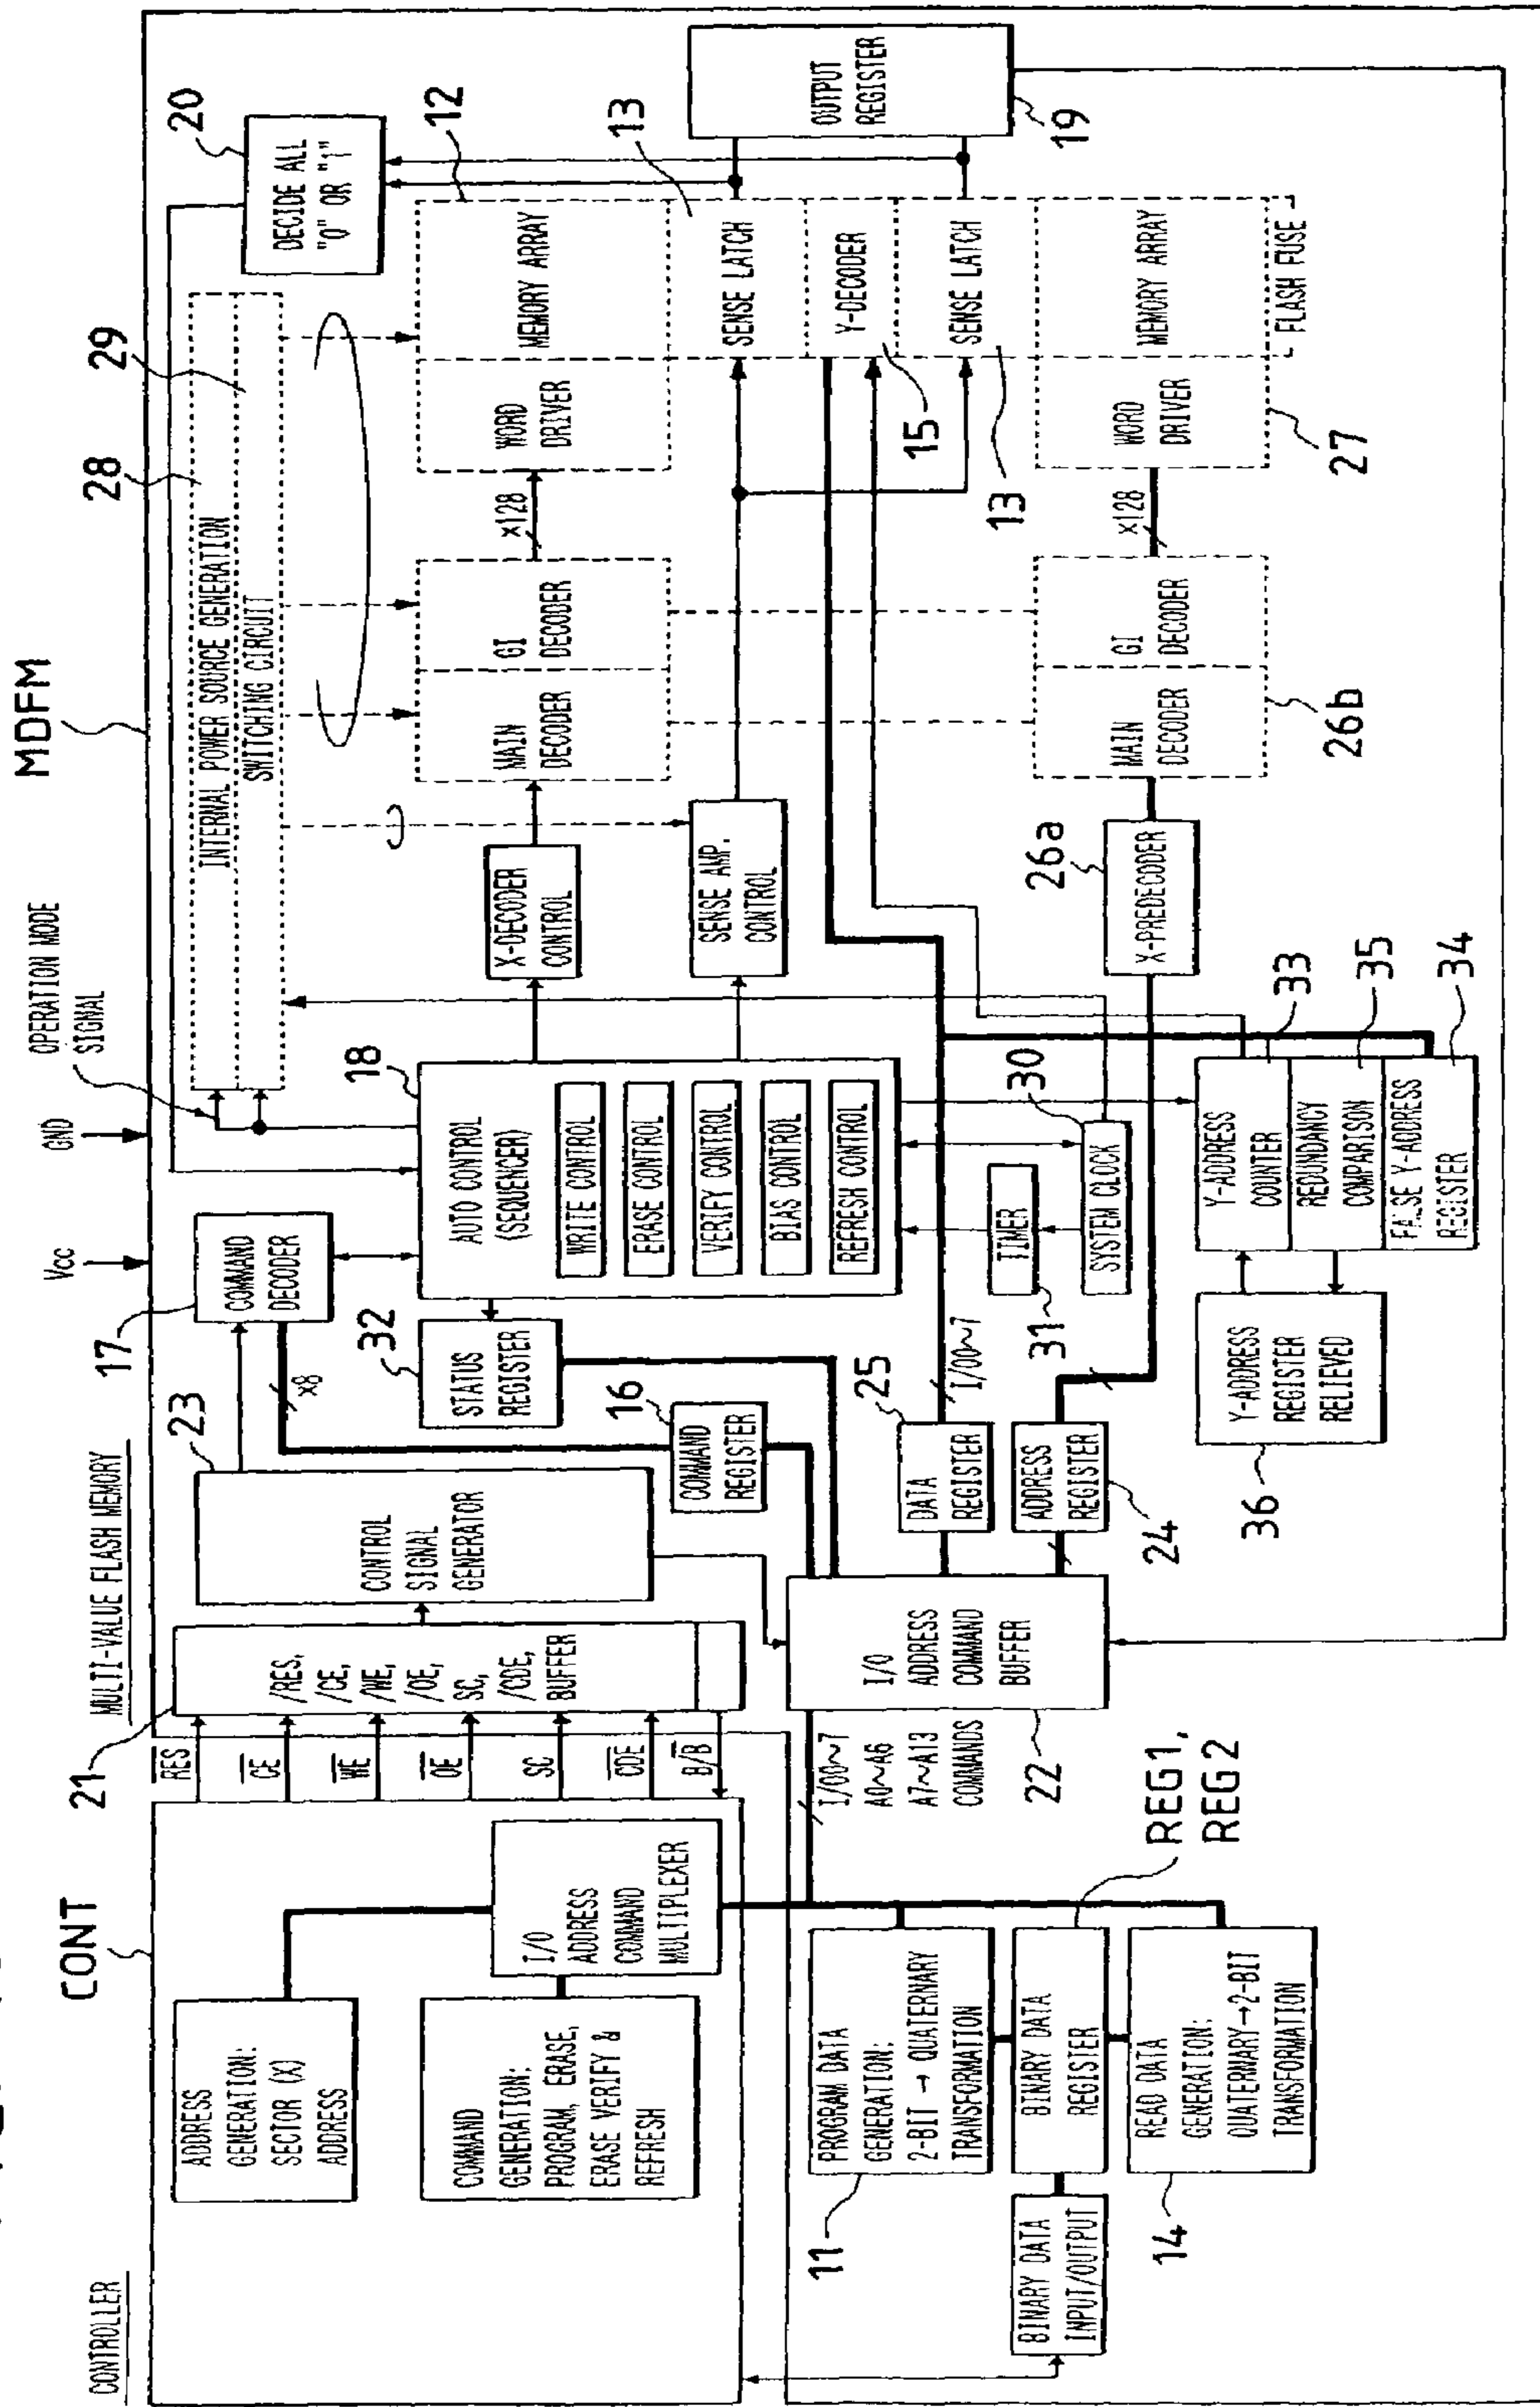 CONTROLLER
CONT
ADDRESS
GENERATION:
SECTOR (X)
ADDRESS
COMMAND
GENERATION:
PROGRAM, ERASE,
ERASE VERIFY &
REFRESH
I/O
ADDRESS
COMMAND
MULTIPLEXER
11
PROGRAM DATA
GENERATION:
2-BIT → QUATERNARY
TRANSFORMATION
BINARY DATA
INPUT/OUTPUT
BINARY DATA
REGISTER
REG1,
REG2
14
READ DATA
GENERATION:
QUATERNARY→2-BIT
TRANSFORMATION
MULTI-VALUE FLASH MEMORY
MDFM
Vcc
GND
OPERATION MODE
SIGNAL
RES
CE
WE
OE
SC
CDE
B/B
21
/RES,
/CE,
/WE,
/OE,
SC,
/CDE,
BUFFER
I/O0~7
A0~A6
A7~A13
COMMANDS
22
I/O
ADDRESS
COMMAND
BUFFER
23
CONTROL
SIGNAL
GENERATOR
17
COMMAND
DECODER
×8
16
COMMAND
REGISTER
32
STATUS
REGISTER
25
DATA
REGISTER
I/O0~7
24
ADDRESS
REGISTER
18
AUTO CONTROL
(SEQUENCER)
WRITE CONTROL
ERASE CONTROL
VERIFY CONTROL
BIAS CONTROL
REFRESH CONTROL
31
TIMER
30
SYSTEM CLOCK
36
Y-ADDRESS
REGISTER
RELIEVED
Y-ADDRESS
COUNTER
33
REDUNDANCY
COMPARISON
35
FALSE Y-ADDRESS
REGISTER
34
28
INTERNAL POWER SOURCE GENERATION
29
SWITCHING CIRCUIT
X-DECODER
CONTROL
SENSE AMP.
CONTROL
26a
X-PREDECODER
MAIN
DECODER
GI
DECODER
×128
WORD
DRIVER
MEMORY ARRAY
12
SENSE LATCH
13
Y-DECODER
15
SENSE LATCH
13
MAIN
DECODER
26b
GI
DECODER
×128
WORD
DRIVER
27
MEMORY ARRAY
FLASH FUSE
20
DECIDE ALL
"0" OR "1"
OUTPUT
REGISTER
19